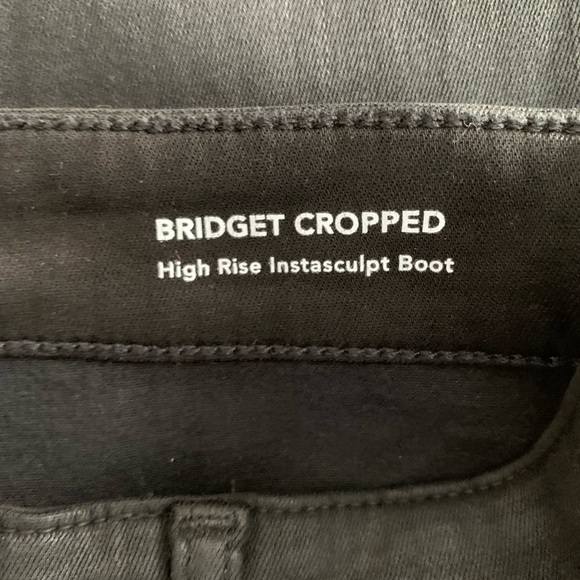 BRIDGET CROPPED
High Rise Instasculpt Boot